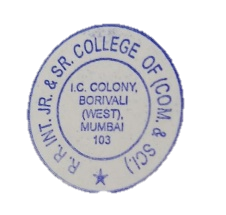 R. R. INT. JR. & SR. COLLEGE OF (COM. & SCI.)
I.C. COLONY,
BORIVALI
(WEST),
MUMBAI
103